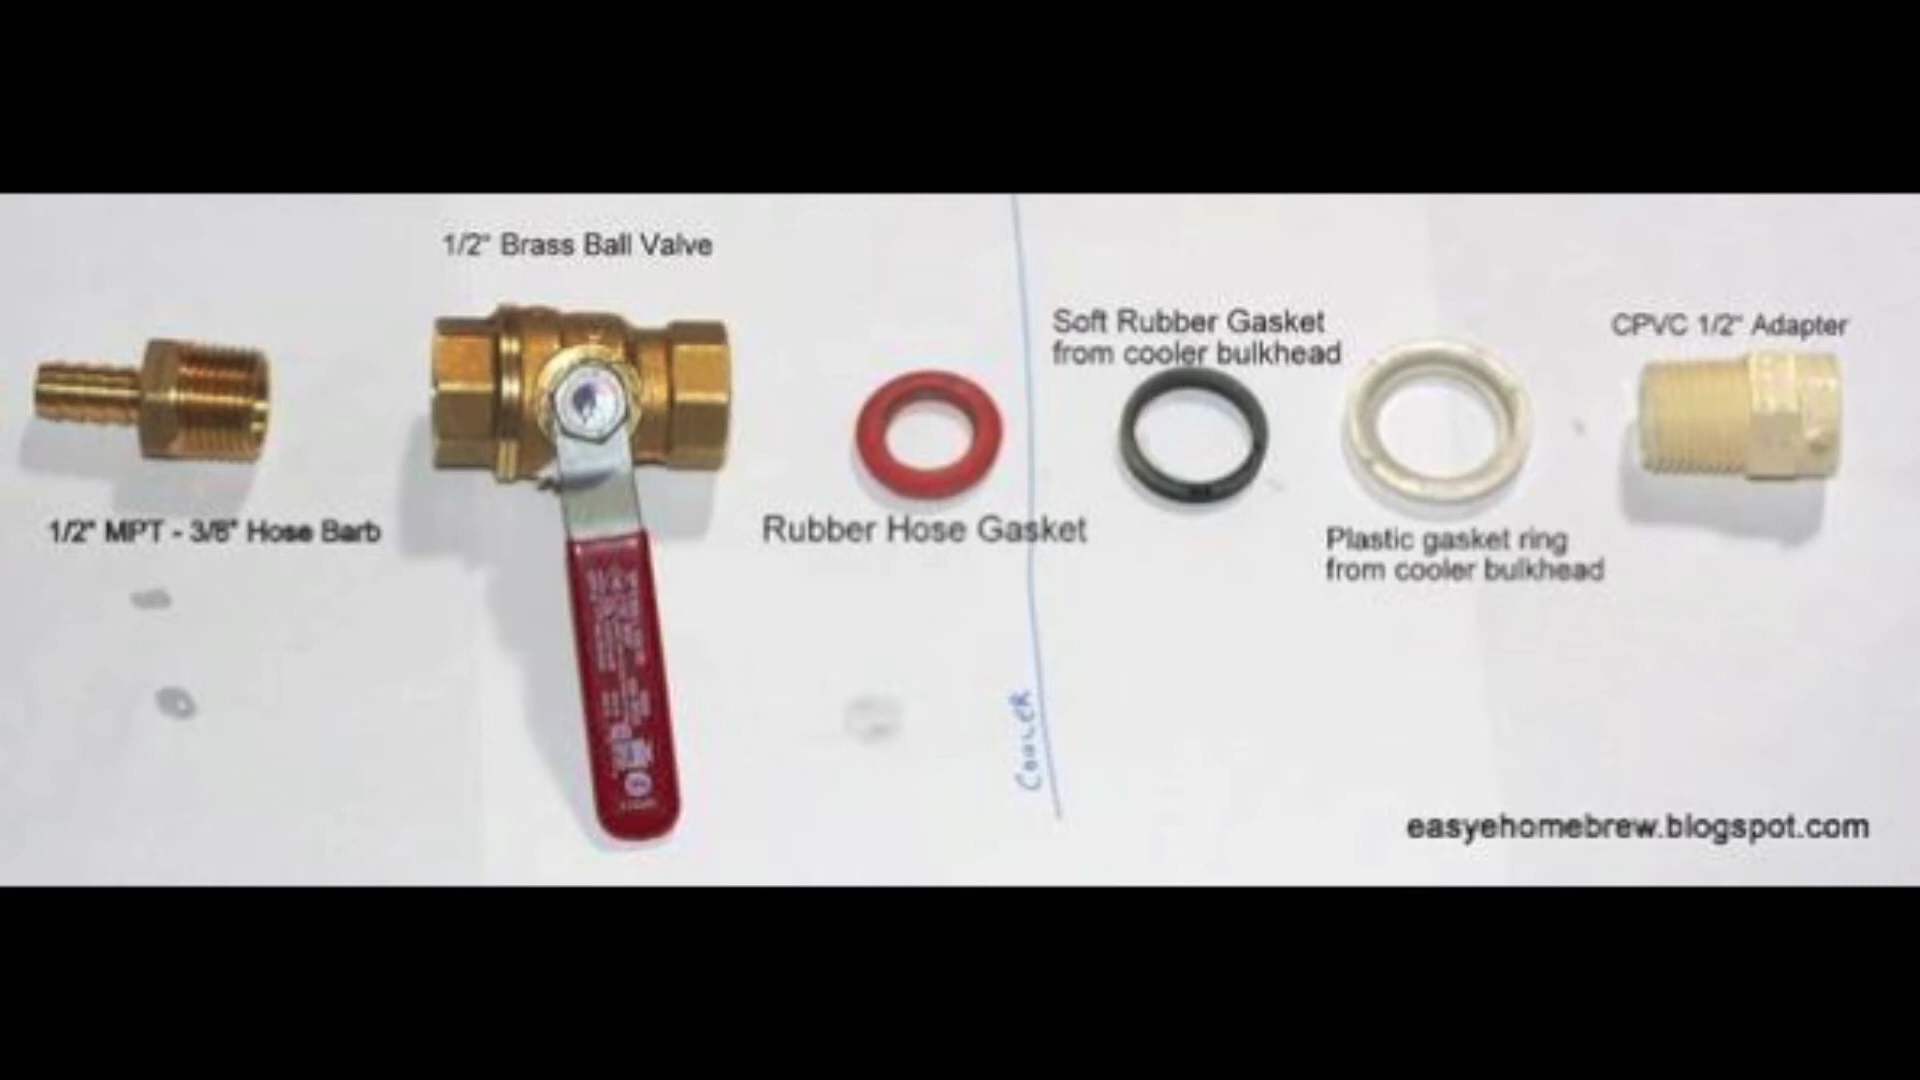 1/2" Brass Ball Valve
Soft Rubber Gasket
from cooler bulkhead
CPVC 1/2" Adapter
1/2" MPT - 3/8" Hose Barb
Rubber Hose Gasket
Plastic gasket ring
from cooler bulkhead
COOLER
easyehomebrew.blogspot.com